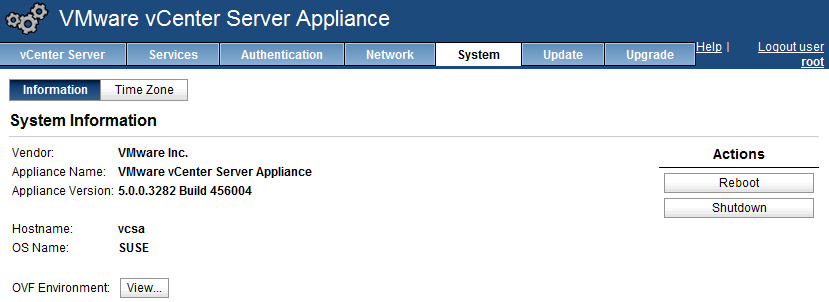 VMware vCenter Server Appliance
vCenter Server Services Authentication Network System Update Upgrade Help | Logout user root
Information Time Zone
System Information
Vendor: VMware Inc.
Appliance Name: VMware vCenter Server Appliance
Appliance Version: 5.0.0.3282 Build 456004
Hostname: vcsa
OS Name: SUSE
OVF Environment: View...
Actions
Reboot
Shutdown